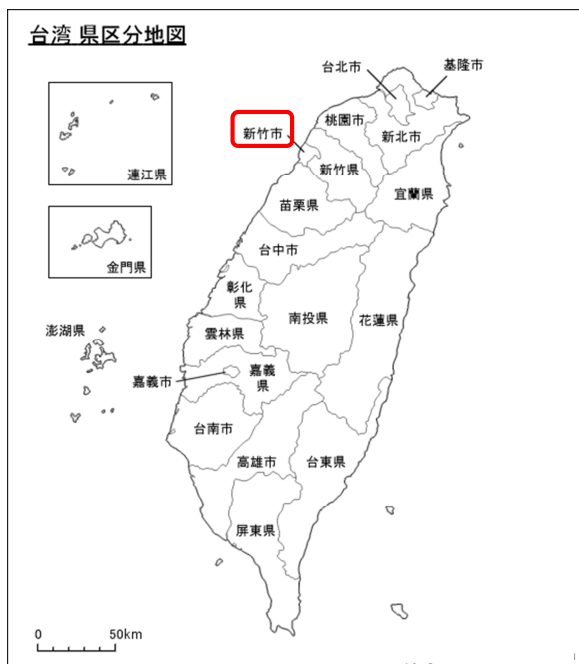 台湾 県区分地図
台北市
基隆市
桃園市
新竹市
新北市
新竹県
連江県
宜蘭県
苗栗県
台中市
金門県
彰化
県
南投県
花蓮県
澎湖県
雲林県
嘉義
県
嘉義市
台南市
高雄市
台東県
屏東県
0 50km